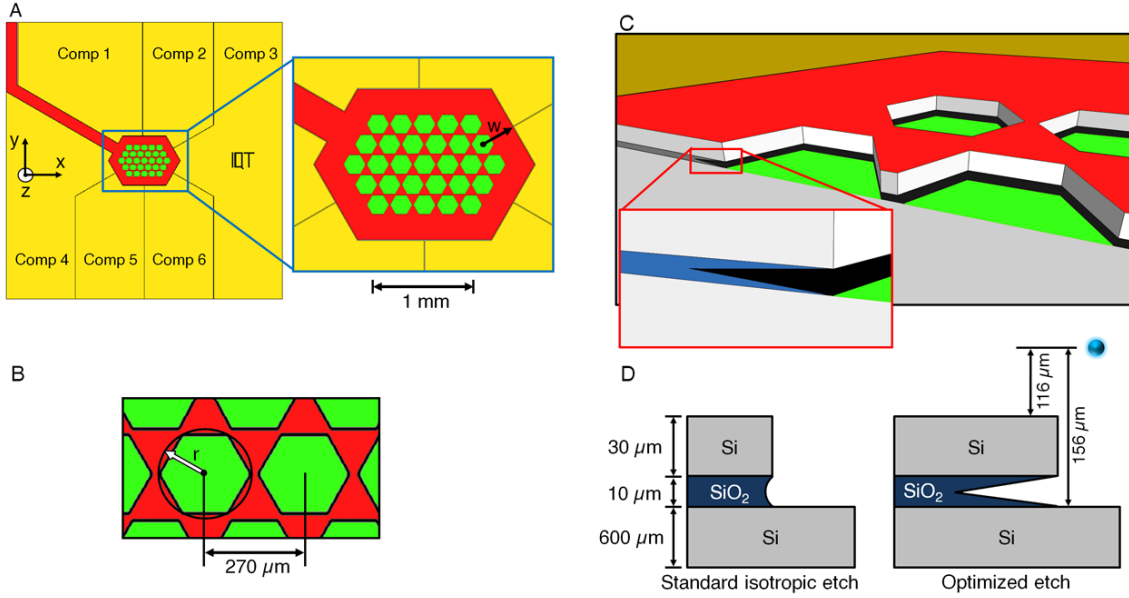 A
Comp 1
Comp 2
Comp 3
y
x
z
Comp 4
Comp 5
Comp 6
w
1 mm
B
r
270 μm
C
D
116 μm
156 μm
30 μm
10 μm
600 μm
Si
SiO2
Si
Si
SiO2
Si
Standard isotropic etch
Optimized etch